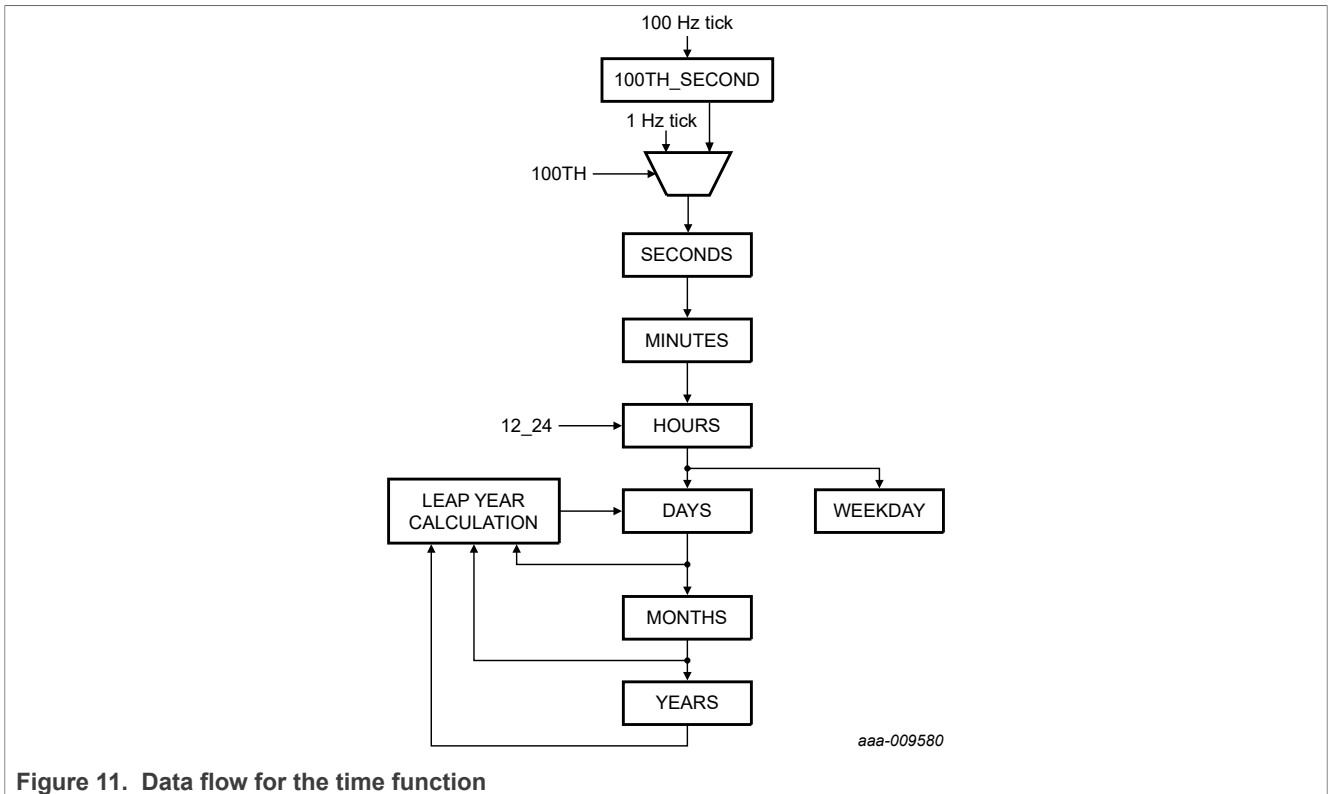 100 Hz tick
100TH_SECOND
1 Hz tick
100TH
SECONDS
MINUTES
12_24
HOURS
LEAP YEAR
CALCULATION
DAYS
WEEKDAY
MONTHS
YEARS
aaa-009580
Figure 11. Data flow for the time function